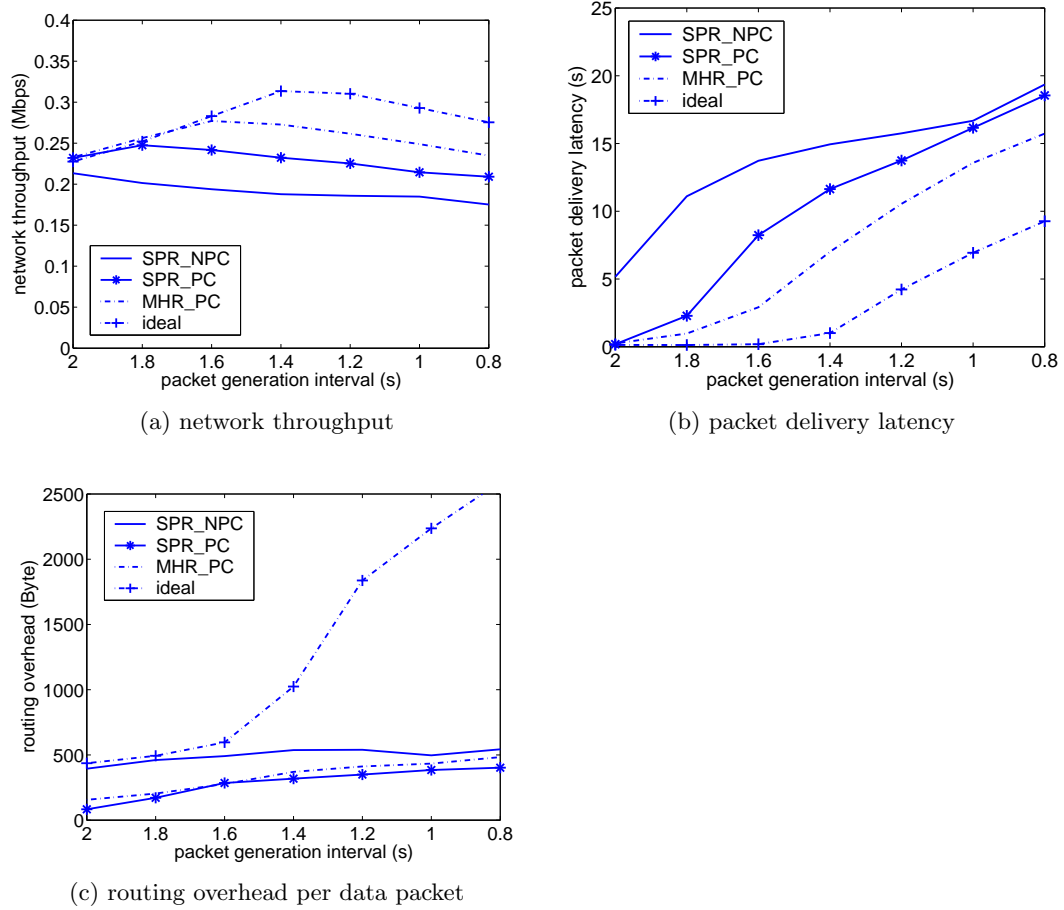 0.4
0.35
0.3
0.25
0.2
0.15
0.1
0.05
0
network throughput (Mbps)
SPR_NPC
SPR_PC
MHR_PC
ideal
2 1.8 1.6 1.4 1.2 1 0.8
packet generation interval (s)
(a) network throughput
25
20
15
10
5
0
packet delivery latency (s)
SPR_NPC
SPR_PC
MHR_PC
ideal
2 1.8 1.6 1.4 1.2 1 0.8
packet generation interval (s)
(b) packet delivery latency
2500
2000
1500
1000
500
0
routing overhead (Byte)
SPR_NPC
SPR_PC
MHR_PC
ideal
2 1.8 1.6 1.4 1.2 1 0.8
packet generation interval (s)
(c) routing overhead per data packet